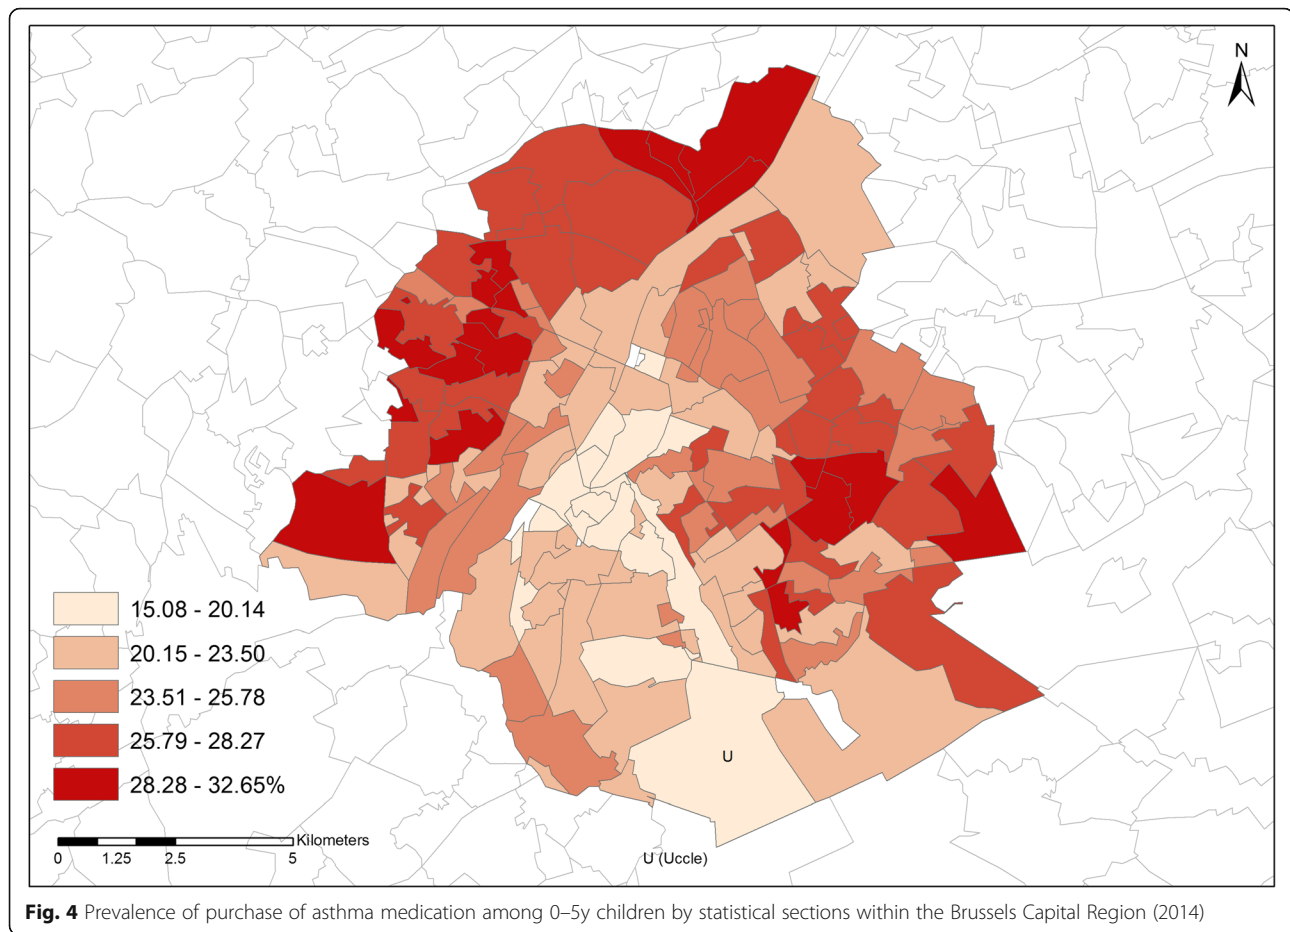 N
U
15.08 - 20.14
20.15 - 23.50
23.51 - 25.78
25.79 - 28.27
28.28 - 32.65%
Kilometers
0 1.25 2.5 5
U (Uccle)
Fig. 4 Prevalence of purchase of asthma medication among 0–5y children by statistical sections within the Brussels Capital Region (2014)